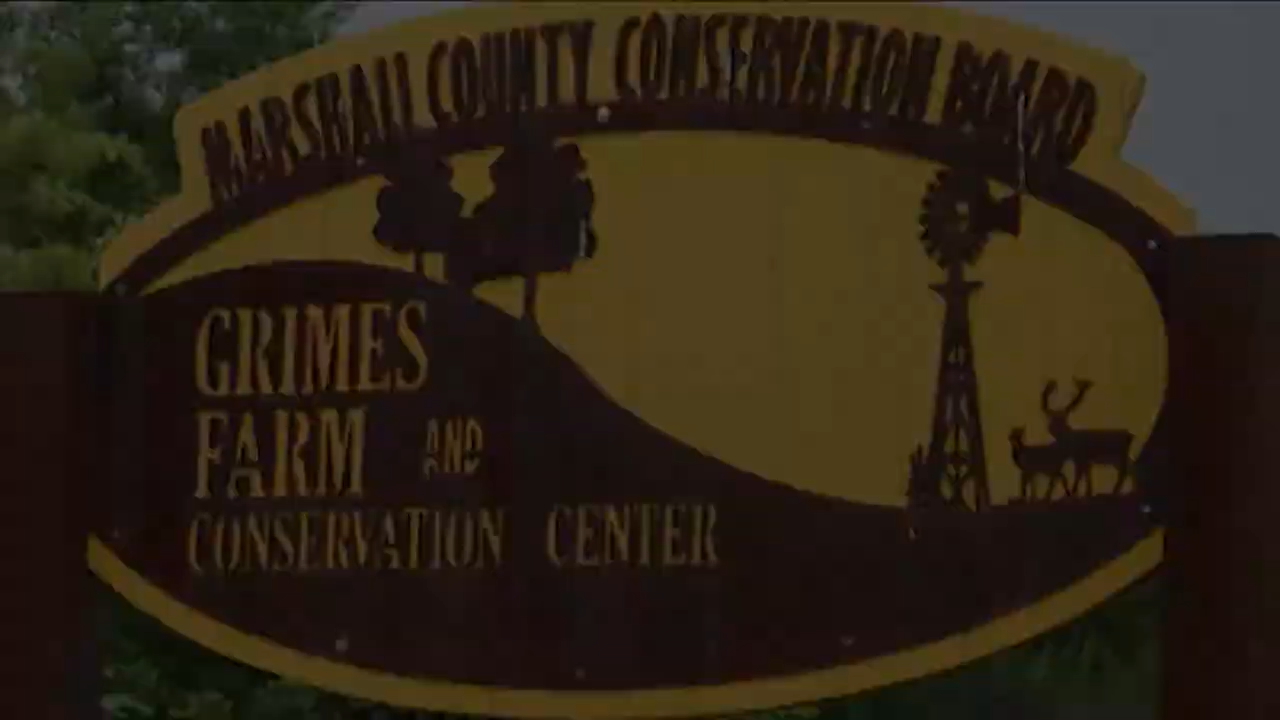 MARSHALL COUNTY CONSERVATION BOARD
GRIMES
FARM AND
CONSERVATION CENTER